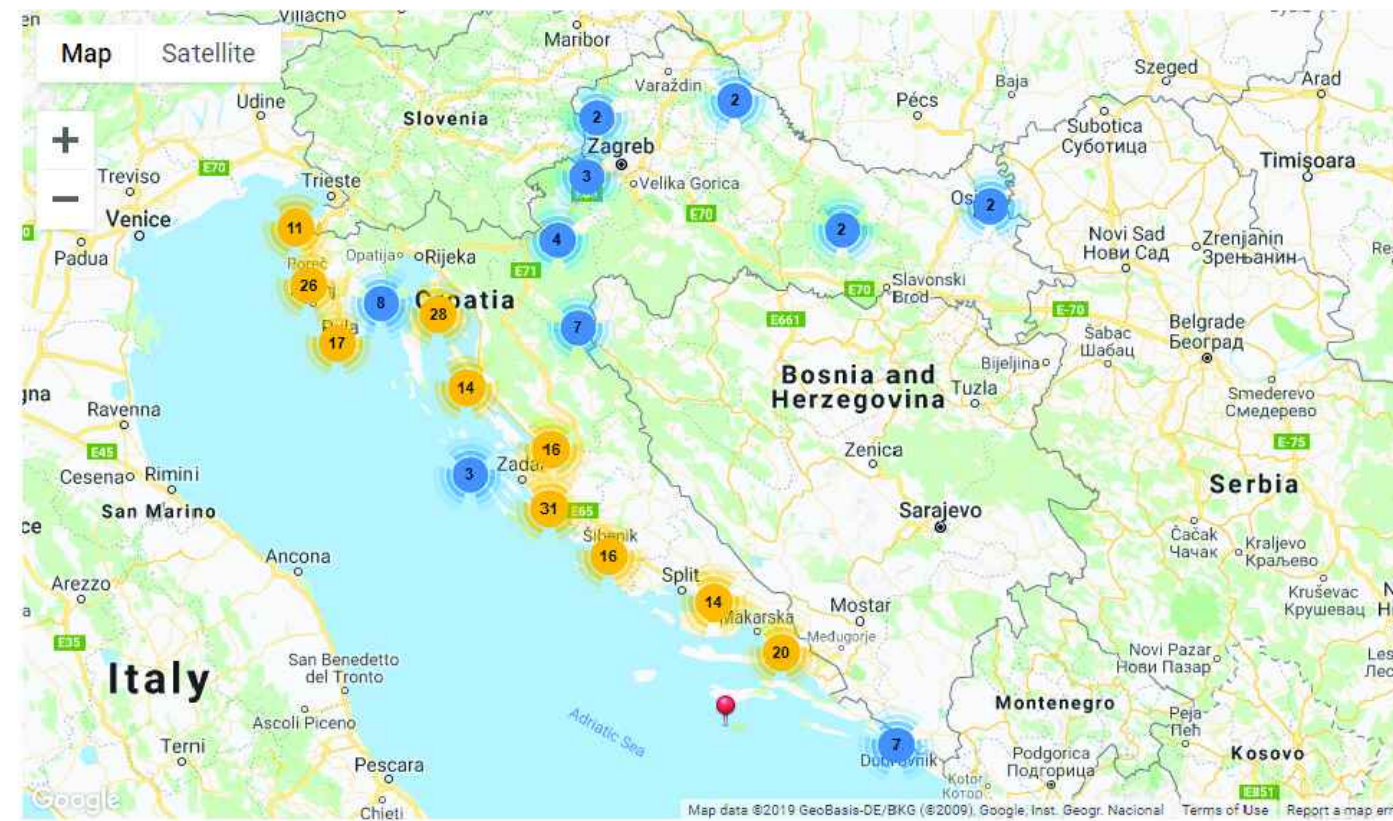 Villach
Maribor
Map
Satellite
Szeged
Arad
Varaždin
Baja
2
Pécs
Udine
2
Slovenia
Subotica
Суботица
+
Zagreb
Timișoara
E70
Treviso
Trieste
3
Velika Gorica
−
2
Venice
11
E70
2
Novi Sad
Нови Сад
Zrenjanin
Зрењанин
4
Padua
Opatija
Rijeka
Poreč
E71
Slavonski
Brod
E70
26
8
Croatia
28
7
E661
E-70
Šabac
Шабац
Belgrade
Београд
Pula
17
Bijeljina
Bosnia and
Herzegovina
Tuzla
14
Smederevo
Смедерево
Ravenna
E-75
E45
16
Zenica
Cesena
Rimini
3
Zadar
Serbia
San Marino
31
E65
Sarajevo
Čačak
Чачак
Kraljevo
Краљево
Šibenik
16
Ancona
Split
Arezzo
14
Mostar
Kruševac
Крушевац
Makarska
Međugorje
E35
20
San Benedetto
del Tronto
Novi Pazar
Нови Пазар
Italy
Montenegro
Ascoli Piceno
Adriatic Sea
Peja
Пећ
Terni
7
Dubrovnik
Podgorica
Подгорица
Kosovo
Pescara
Kotor
Котор
E851
Google
Chieti
Map data ©2019 GeoBasis-DE/BKG (©2009), Google, Inst. Geogr. Nacional
Terms of Use
Report a map err